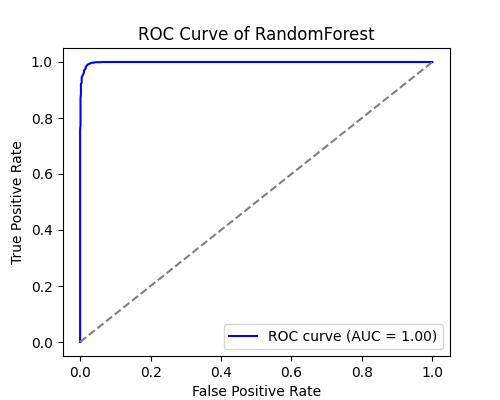 ROC Curve of RandomForest
True Positive Rate
1.0
0.8
0.6
0.4
0.2
0.0
ROC curve (AUC = 1.00)
0.0 0.2 0.4 0.6 0.8 1.0
False Positive Rate